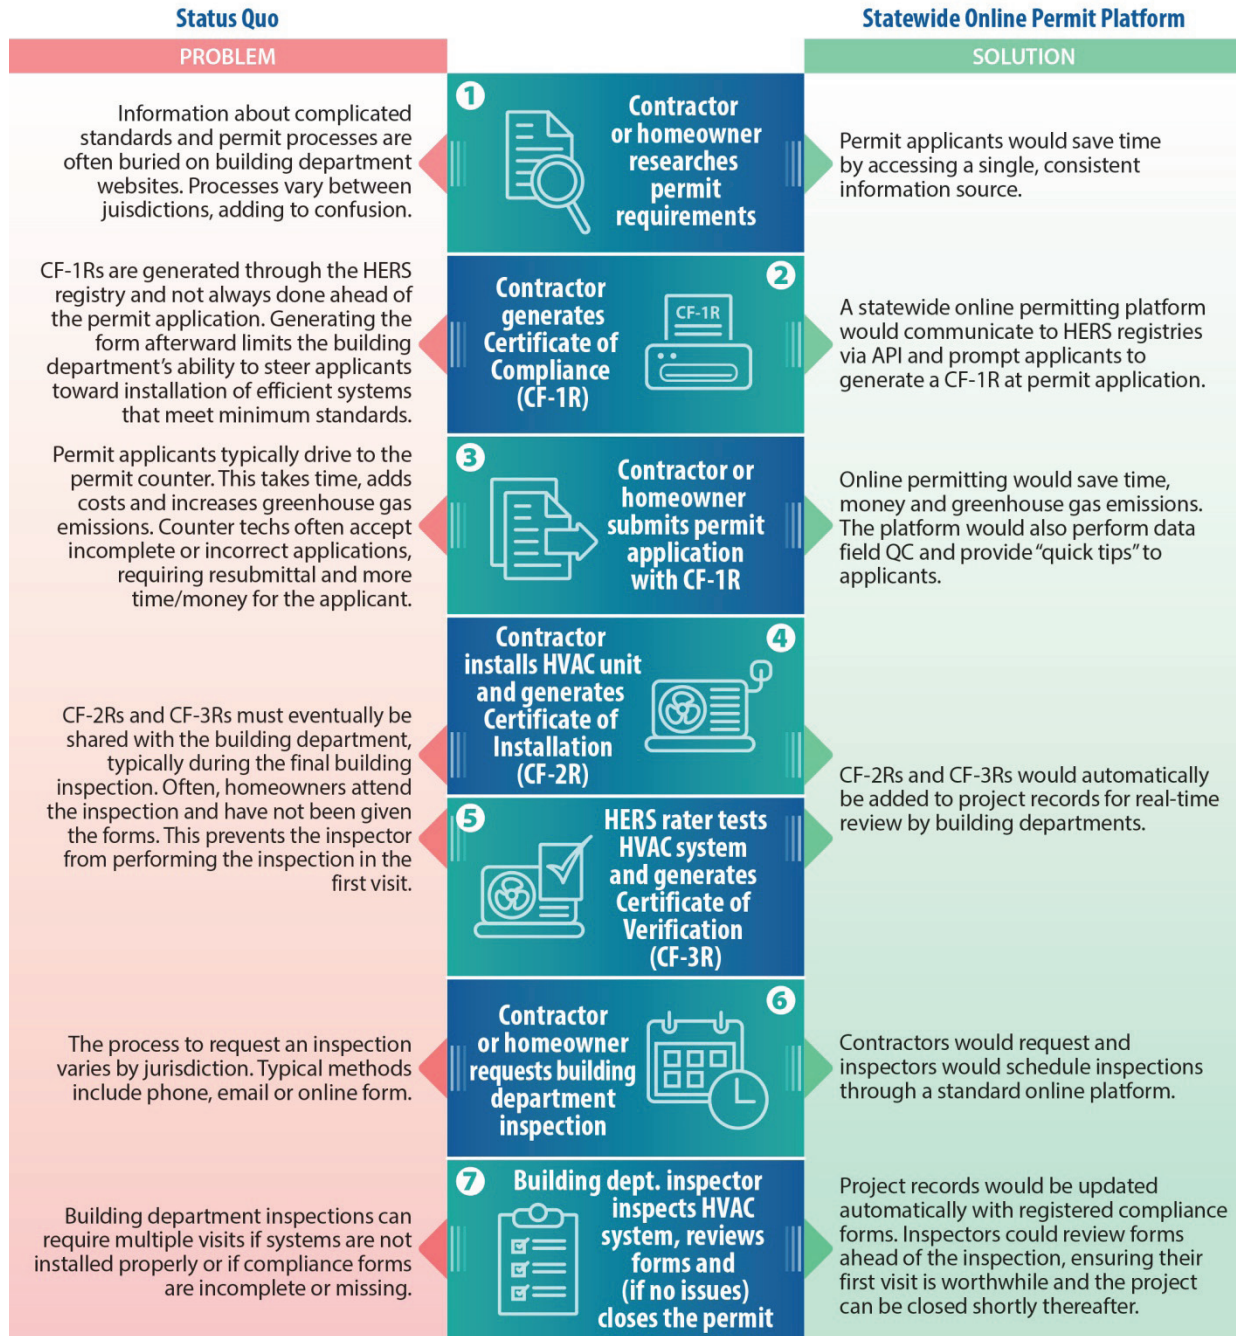 Status Quo
Statewide Online Permit Platform
PROBLEM
SOLUTION
Information about complicated
standards and permit processes are
often buried on building department
websites. Processes vary between
juisdictions, adding to confusion.
1
Contractor
or homeowner
researches
permit
requirements
Permit applicants would save time
by accessing a single, consistent
information source.
CF-1Rs are generated through the HERS
registry and not always done ahead of
the permit application. Generating the
form afterward limits the building
department's ability to steer applicants
toward installation of efficient systems
that meet minimum standards.
Contractor
generates
Certificate of
Compliance
(CF-1R)
2
CF-1R
A statewide online permitting platform
would communicate to HERS registries
via API and prompt applicants to
generate a CF-1R at permit application.
Permit applicants typically drive to the
permit counter. This takes time, adds
costs and increases greenhouse gas
emissions. Counter techs often accept
incomplete or incorrect applications,
requiring resubmittal and more
time/money for the applicant.
3
Contractor or
homeowner
submits permit
application
with CF-1R
Online permitting would save time,
money and greenhouse gas emissions.
The platform would also perform data
field QC and provide “quick tips” to
applicants.
Contractor
installs HVAC unit
and generates
Certificate of
Installation
(CF-2R)
4
CF-2Rs and CF-3Rs must eventually be
shared with the building department,
typically during the final building
inspection. Often, homeowners attend
the inspection and have not been given
the forms. This prevents the inspector
from performing the inspection in the
first visit.
5
HERS rater tests
HVAC system
and generates
Certificate of
Verification
(CF-3R)
CF-2Rs and CF-3Rs would automatically
be added to project records for real-time
review by building departments.
The process to request an inspection
varies by jurisdiction. Typical methods
include phone, email or online form.
Contractor
or homeowner
requests building
department
inspection
6
Contractors would request and
inspectors would schedule inspections
through a standard online platform.
Building department inspections can
require multiple visits if systems are not
installed properly or if compliance forms
are incomplete or missing.
7
Building dept. inspector
inspects HVAC
system, reviews
forms and
(if no issues)
closes the permit
Project records would be updated
automatically with registered compliance
forms. Inspectors could review forms
ahead of the inspection, ensuring their
first visit is worthwhile and the project
can be closed shortly thereafter.